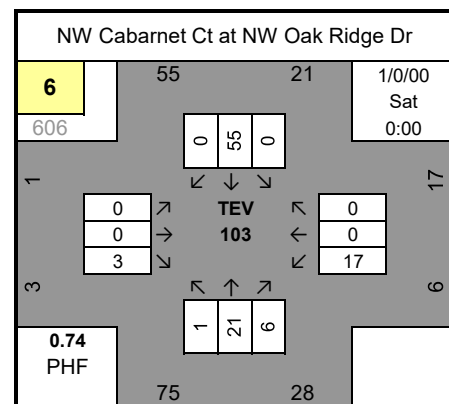 NW Cabarnet Ct at NW Oak Ridge Dr
6
606
55
21
1/0/00
Sat
0:00
0 55 0
↙ ↓ ↘
1
17
0 ↗ TEV ↖ 0
0 → 103 ← 0
3 ↘ ↙ 17
3
6
↖ ↑ ↗
1 21 6
0.74
PHF
75
28